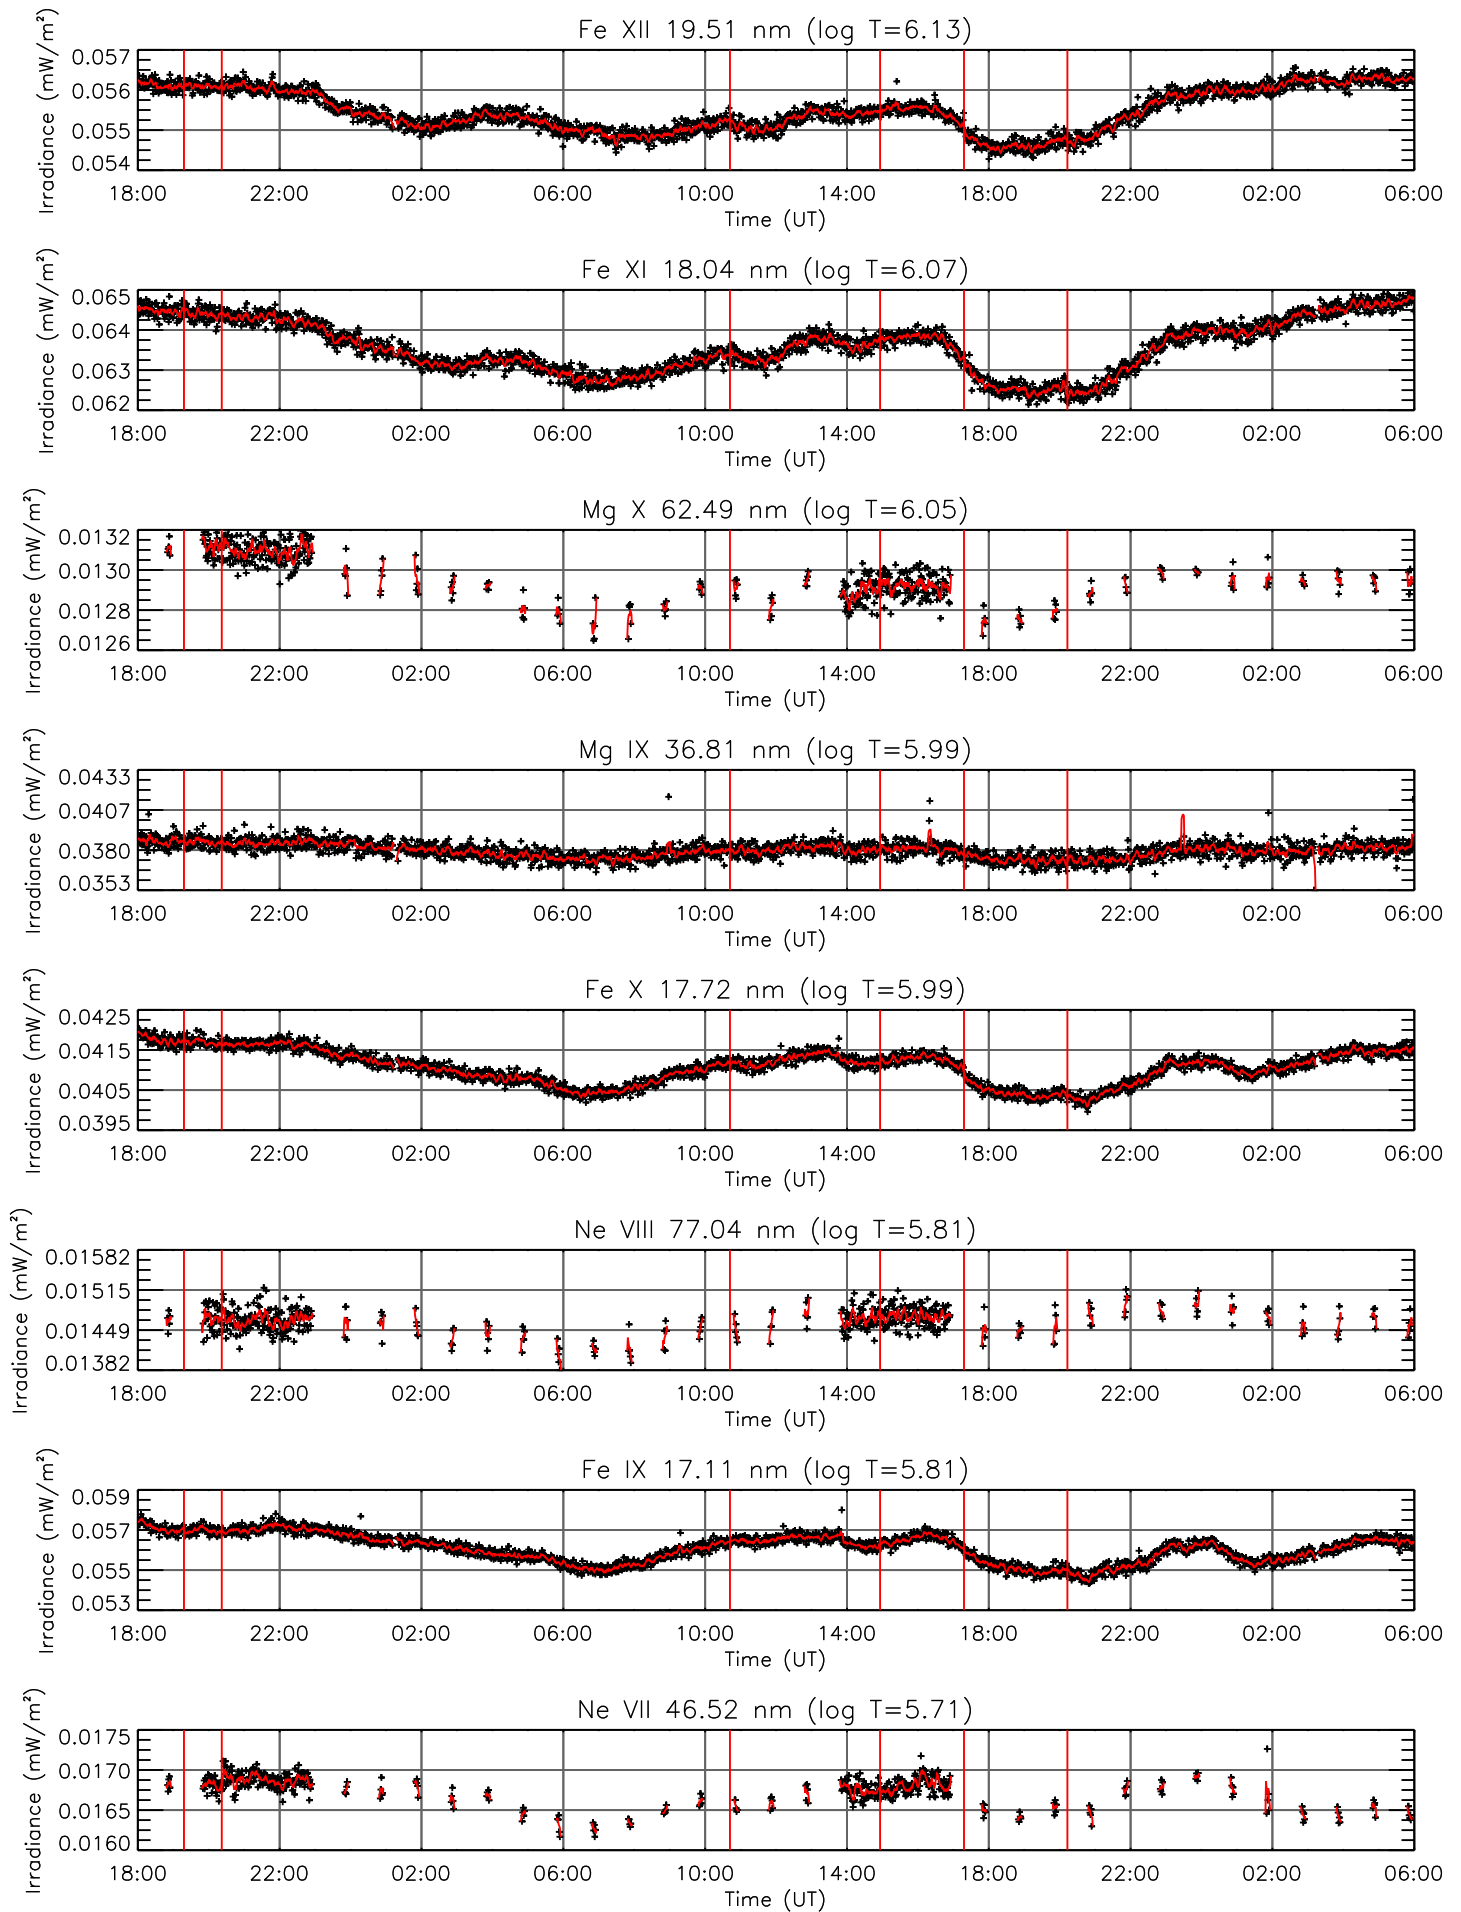 Fe XII 19.51 nm (log T=6.13)
Irradiance (mW/m²)
0.057
0.056
0.055
0.054
18:00 22:00 02:00 06:00 10:00 14:00 18:00 22:00 02:00 06:00
Time (UT)
Fe XI 18.04 nm (log T=6.07)
Irradiance (mW/m²)
0.065
0.064
0.063
0.062
18:00 22:00 02:00 06:00 10:00 14:00 18:00 22:00 02:00 06:00
Time (UT)
Mg X 62.49 nm (log T=6.05)
Irradiance (mW/m²)
0.0132
0.0130
0.0128
0.0126
18:00 22:00 02:00 06:00 10:00 14:00 18:00 22:00 02:00 06:00
Time (UT)
Mg IX 36.81 nm (log T=5.99)
Irradiance (mW/m²)
0.0433
0.0407
0.0380
0.0353
18:00 22:00 02:00 06:00 10:00 14:00 18:00 22:00 02:00 06:00
Time (UT)
Fe X 17.72 nm (log T=5.99)
Irradiance (mW/m²)
0.0425
0.0415
0.0405
0.0395
18:00 22:00 02:00 06:00 10:00 14:00 18:00 22:00 02:00 06:00
Time (UT)
Ne VIII 77.04 nm (log T=5.81)
Irradiance (mW/m²)
0.01582
0.01515
0.01449
0.01382
18:00 22:00 02:00 06:00 10:00 14:00 18:00 22:00 02:00 06:00
Time (UT)
Fe IX 17.11 nm (log T=5.81)
Irradiance (mW/m²)
0.059
0.057
0.055
0.053
18:00 22:00 02:00 06:00 10:00 14:00 18:00 22:00 02:00 06:00
Time (UT)
Ne VII 46.52 nm (log T=5.71)
Irradiance (mW/m²)
0.0175
0.0170
0.0165
0.0160
18:00 22:00 02:00 06:00 10:00 14:00 18:00 22:00 02:00 06:00
Time (UT)